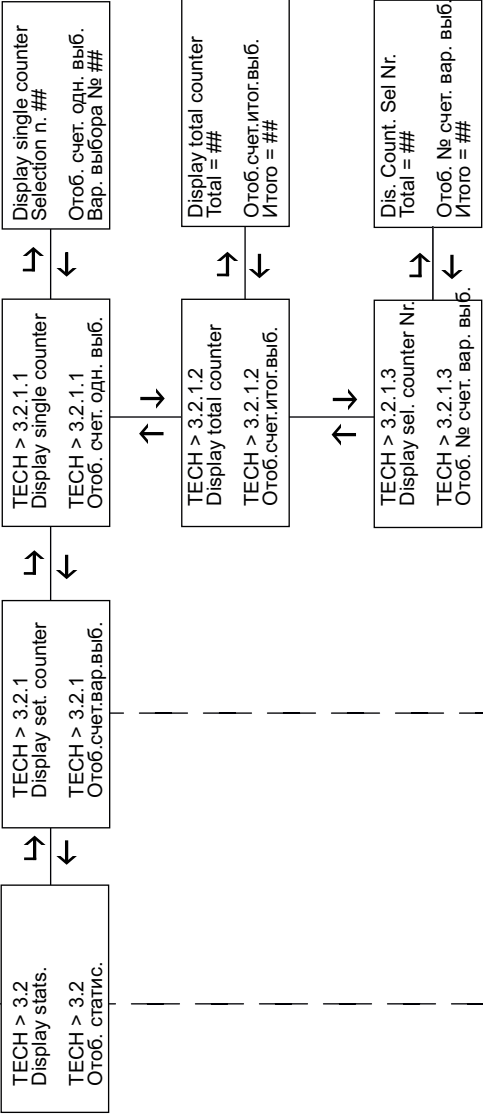 TECH > 3.2
Display stats.
TECH > 3.2
Отоб. статис.
TECH > 3.2.1
Display set. counter
TECH > 3.2.1
Отоб.счет.вар.выб.
TECH > 3.2.1.1
Display single counter
TECH > 3.2.1.1
Отоб. счет. одн. выб.
Display single counter
Selection n. ##
Отоб. счет. одн. выб.
Вар. выбора № ##
TECH > 3.2.1.2
Display total counter
TECH > 3.2.1.2
Отоб.счет.итог.выб.
Display total counter
Total = ##
Отоб.счет.итог.выб.
Итого = ##
TECH > 3.2.1.3
Display sel. counter Nr.
TECH > 3.2.1.3
Отоб. № счет. вар. выб.
Dis. Count. Sel Nr.
Total = ##
Отоб. № счет. вар. выб.
Итого = ##